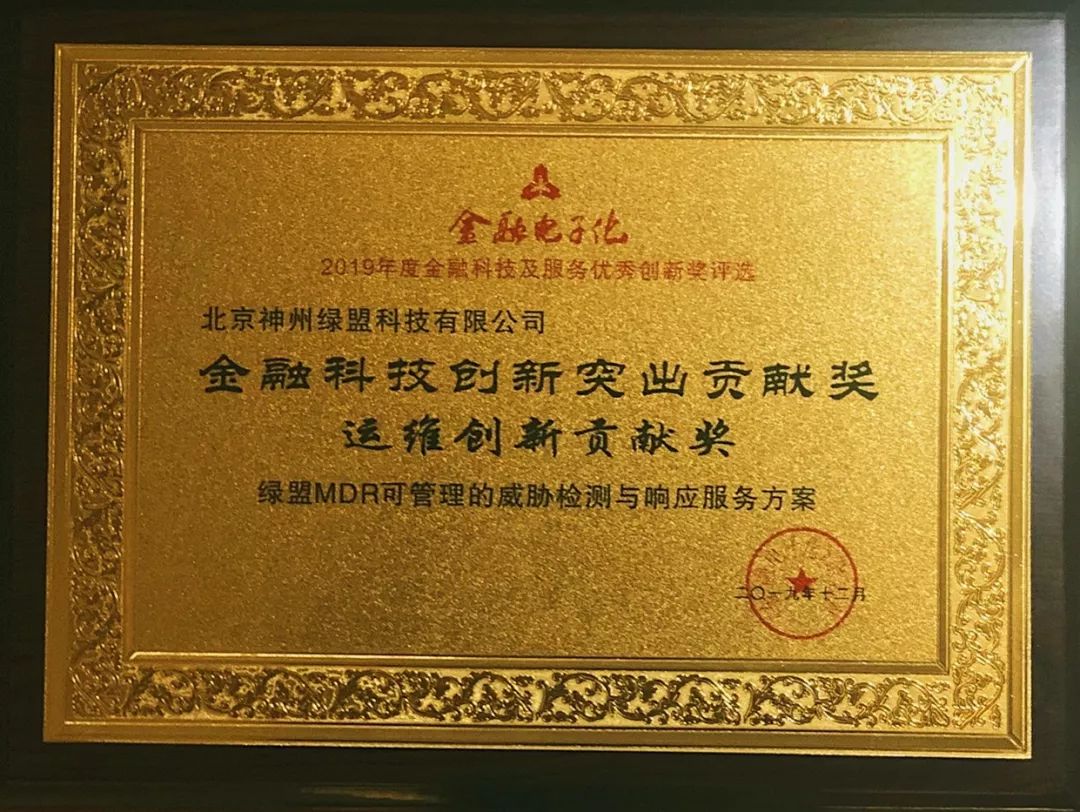 金融电子化
2019年度金融科技及服务优秀创新奖评选
北京神州绿盟科技有限公司
金融科技创新突出贡献奖
运维创新贡献奖
绿盟MDR可管理的威胁检测与响应服务方案
二〇一九年十二月